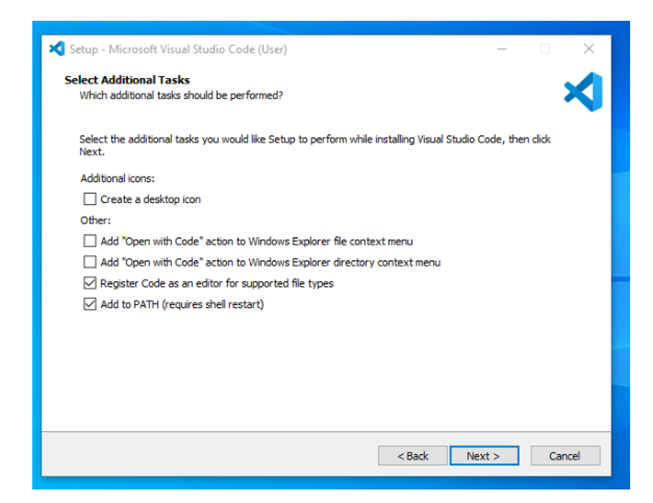 Setup - Microsoft Visual Studio Code (User)
Select Additional Tasks
Which additional tasks should be performed?
Select the additional tasks you would like Setup to perform while installing Visual Studio Code, then click
Next.
Additional icons:
Create a desktop icon
Other:
Add "Open with Code" action to Windows Explorer file context menu
Add "Open with Code" action to Windows Explorer directory context menu
Register Code as an editor for supported file types
Add to PATH (requires shell restart)
< Back Next > Cancel